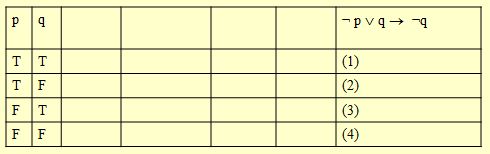 p q ¬ p ∨ q → ¬q
T T (1)
T F (2)
F T (3)
F F (4)